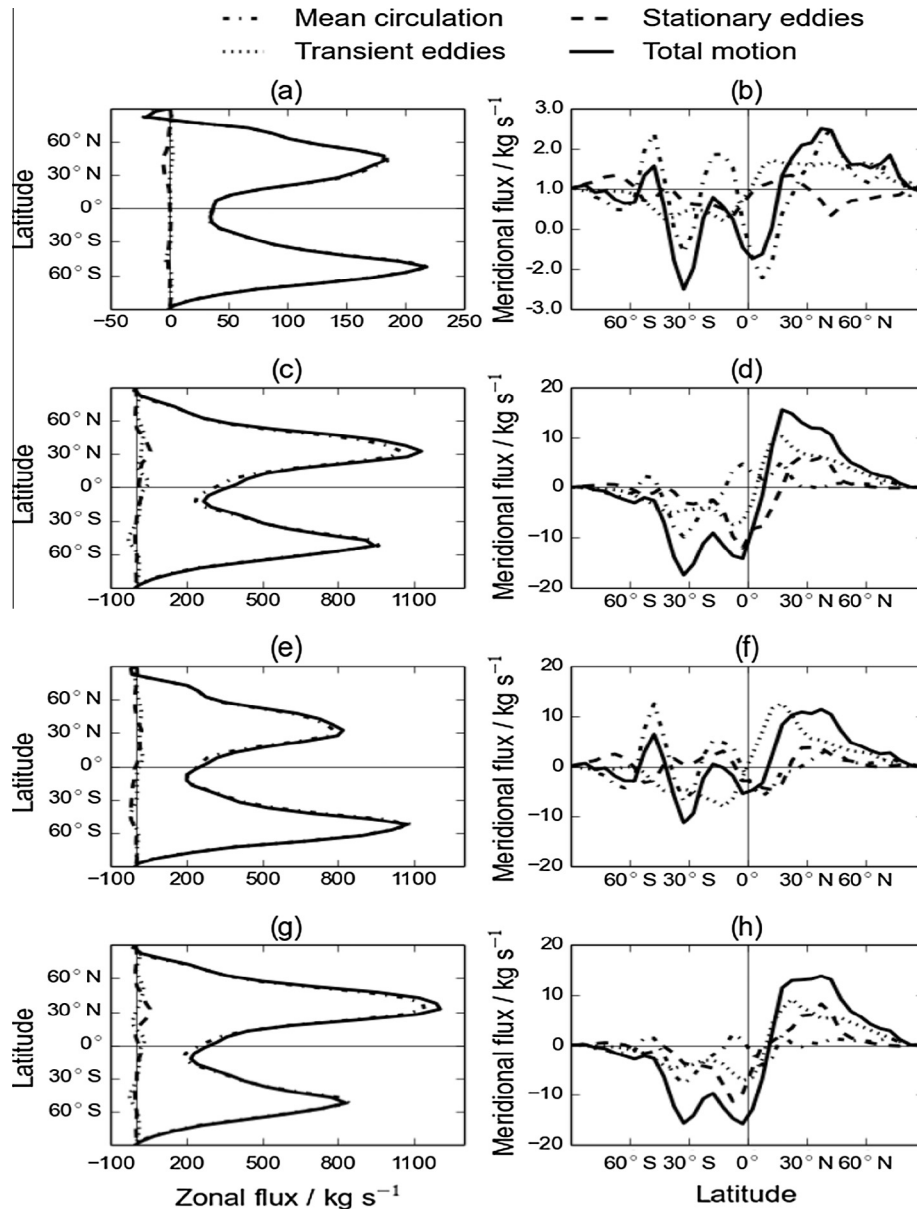 Mean circulation Stationary eddies
Transient eddies Total motion
(a) (b)
Latitude
60° N
30° N
0°
30° S
60° S
−50 0 50 100 150 200 250
Meridional flux / kg s⁻¹
3.0
2.0
1.0
0.0
-1.0
-2.0
−3.0
60° S 30° S 0 30° N 60° N
(c) (d)
Latitude
60° N
30° N
0°
30° S
60° S
−100 200 500 800 1100
Meridional flux / kg s⁻¹
20
10
0
−10
−20
60° S 30° S 0 30° N 60° N
(e) (f)
Latitude
60° N
30° N
0°
30° S
60° S
−100 200 500 800 1100
Meridional flux / kg s⁻¹
20
10
0
−10
−20
60° S 30° S 0 30° N 60° N
(g) (h)
Latitude
60° N
30° N
0°
30° S
60° S
−100 200 500 800 1100
Zonal flux / kg s⁻¹
Meridional flux / kg s⁻¹
20
10
0
−10
−20
60° S 30° S 0 30° N 60° N
Latitude